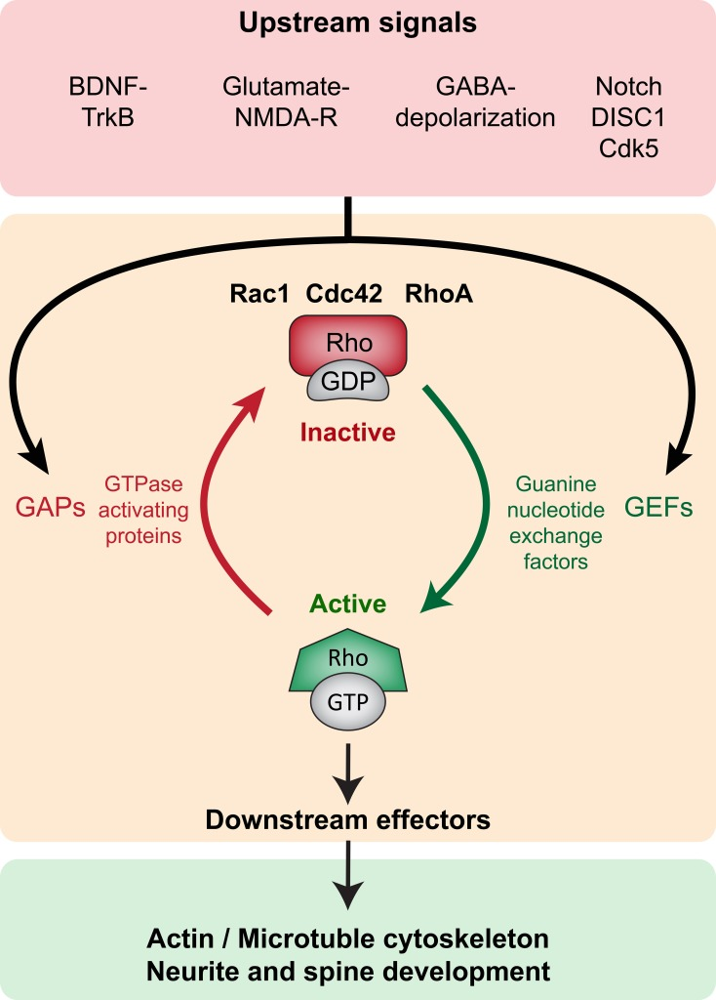 Upstream signals
BDNF-
TrkB
Glutamate-
NMDA-R
GABA-
depolarization
Notch
DISC1
Cdk5
Rac1 Cdc42 RhoA
Rho
GDP
Inactive
GAPs
GTPase
activating
proteins
Guanine
nucleotide
exchange
factors
GEFs
Active
Rho
GTP
Downstream effectors
Actin / Microtuble cytoskeleton
Neurite and spine development